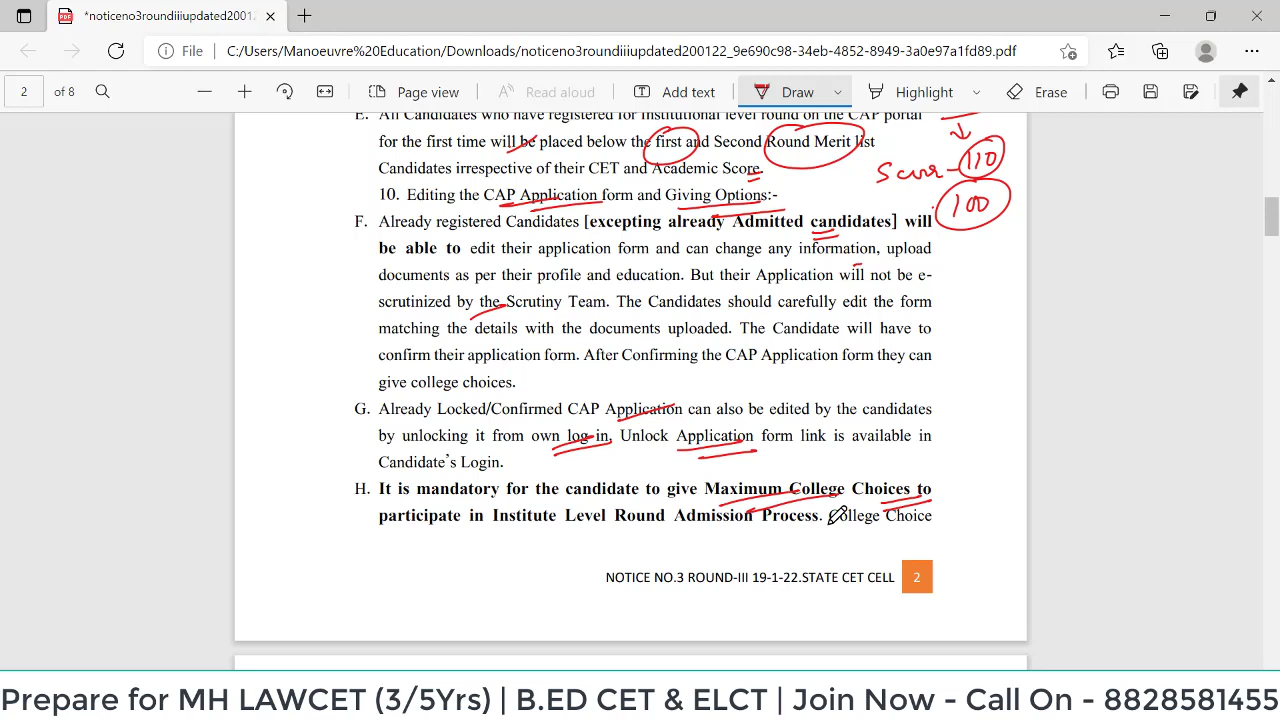 *noticeno3roundiiiupdated2001
File
C:/Users/Manoeuvre%20Education/Downloads/noticeno3roundiiiupdated200122_9e690c98-34eb-4852-8949-3a0e97a1fd89.pdf
2 of 8
Page view
Read aloud
Add text
Draw
Highlight
Erase
E. All Candidates who have registered for Institutional level round on the CAP portal
for the first time will be placed below the first and Second Round Merit list
Candidates irrespective of their CET and Academic Score.
Score - 110
100
10. Editing the CAP Application form and Giving Options:-
F. Already registered Candidates [excepting already Admitted candidates] will
be able to edit their application form and can change any information, upload
documents as per their profile and education. But their Application will not be e-
scrutinized by the Scrutiny Team. The Candidates should carefully edit the form
matching the details with the documents uploaded. The Candidate will have to
confirm their application form. After Confirming the CAP Application form they can
give college choices.
G. Already Locked/Confirmed CAP Application can also be edited by the candidates
by unlocking it from own log in, Unlock Application form link is available in
Candidate's Login.
H. It is mandatory for the candidate to give Maximum College Choices to
participate in Institute Level Round Admission Process. College Choice
NOTICE NO.3 ROUND-III 19-1-22.STATE CET CELL 2
Prepare for MH LAWCET (3/5Yrs) | B.ED CET & ELCT | Join Now - Call On - 8828581455